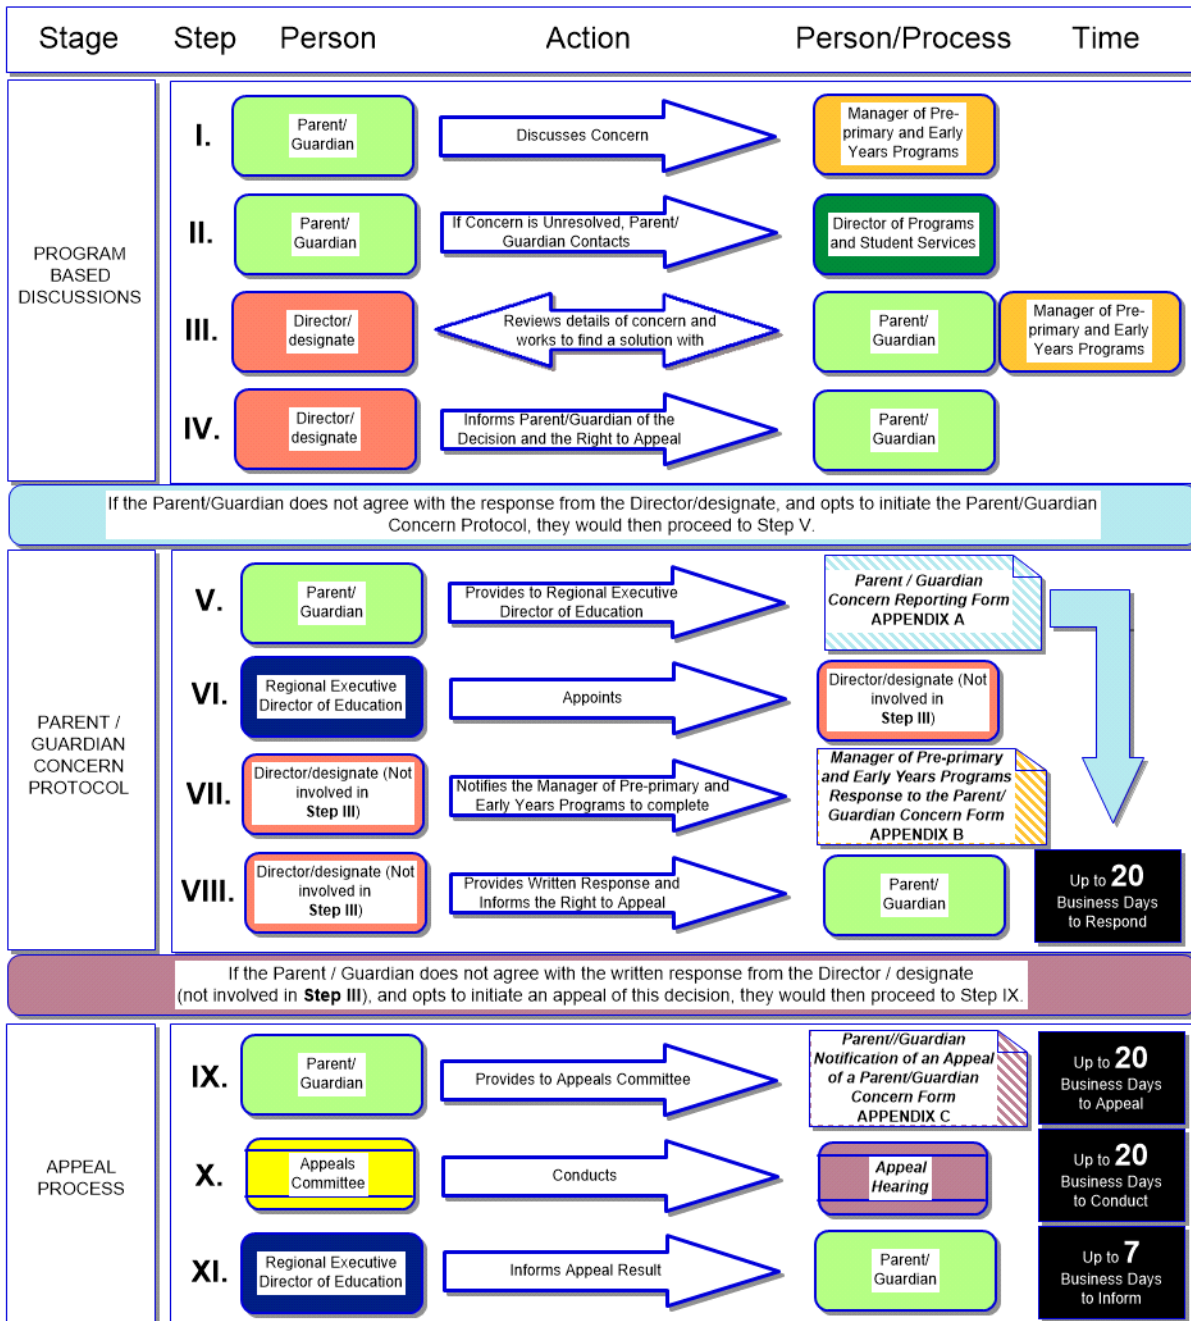 Stage Step Person Action Person/Process Time
PROGRAM
BASED
DISCUSSIONS
I.
Parent/
Guardian
Discusses Concern
Manager of Pre-
primary and Early
Years Programs
II.
Parent/
Guardian
If Concern is Unresolved, Parent/
Guardian Contacts
Director of Programs
and Student Services
III.
Director/
designate
Reviews details of concern and
works to find a solution with
Parent/
Guardian
Manager of Pre-
primary and Early
Years Programs
IV.
Director/
designate
Informs Parent/Guardian of the
Decision and the Right to Appeal
Parent/
Guardian
If the Parent/Guardian does not agree with the response from the Director/designate, and opts to initiate the Parent/Guardian
Concern Protocol, they would then proceed to Step V.
PARENT /
GUARDIAN
CONCERN
PROTOCOL
V.
Parent/
Guardian
Provides to Regional Executive
Director of Education
Parent / Guardian
Concern Reporting Form
APPENDIX A
VI.
Regional Executive
Director of Education
Appoints
Director/designate (Not
involved in
Step III)
VII.
Director/designate (Not
involved in
Step III)
Notifies the Manager of Pre-primary and
Early Years Programs to complete
Manager of Pre-primary
and Early Years Programs
Response to the Parent/
Guardian Concern Form
APPENDIX B
VIII.
Director/designate (Not
involved in
Step III)
Provides Written Response and
Informs the Right to Appeal
Parent/
Guardian
Up to 20
Business Days
to Respond
If the Parent / Guardian does not agree with the written response from the Director / designate
(not involved in Step III), and opts to initiate an appeal of this decision, they would then proceed to Step IX.
APPEAL
PROCESS
IX.
Parent/
Guardian
Provides to Appeals Committee
Parent//Guardian
Notification of an Appeal
of a Parent/Guardian
Concern Form
APPENDIX C
Up to 20
Business Days
to Appeal
X.
Appeals
Committee
Conducts
Appeal
Hearing
Up to 20
Business Days
to Conduct
XI.
Regional Executive
Director of Education
Informs Appeal Result
Parent/
Guardian
Up to 7
Business Days
to Inform